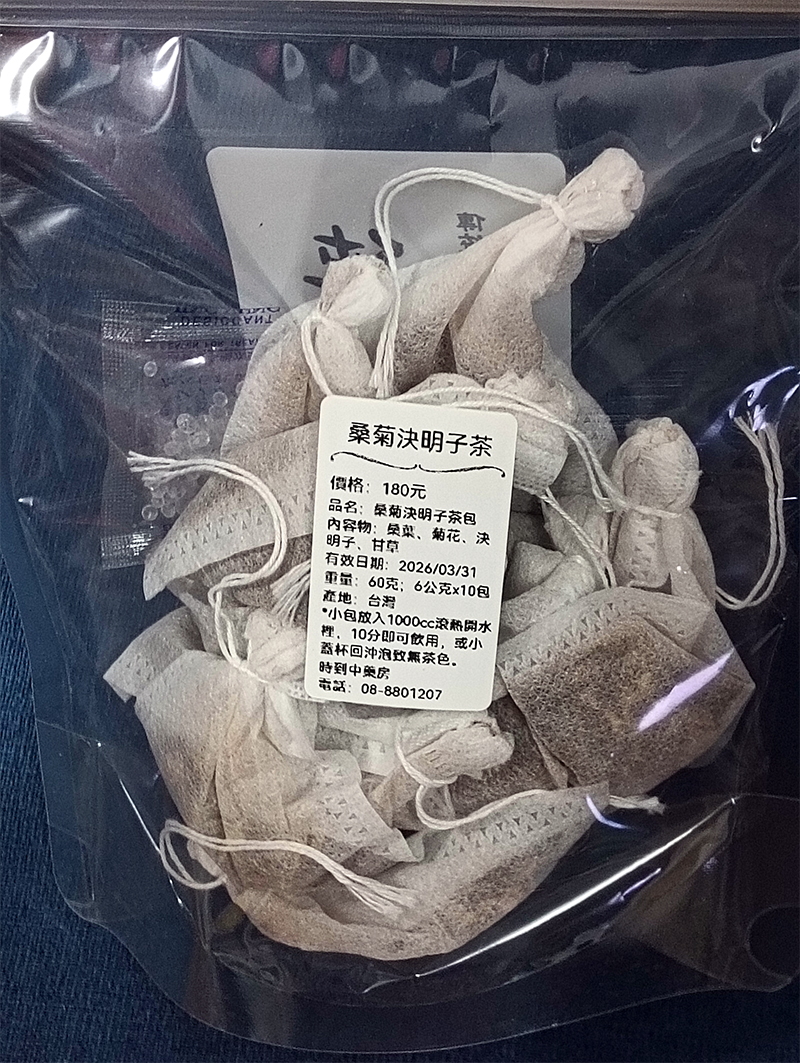 桑菊決明子茶
價格：180元
品名：桑菊決明子茶包
內容物：桑葉、菊花、決
明子、甘草
有效日期：2026/03/31
重量：60克；6公克x10包
產地：台灣
*小包放入1000cc滾熱開水
裡，10分即可飲用，或小
蓋杯回沖泡致無茶色。
時到中藥房
電話：08-8801207
DESICCANT